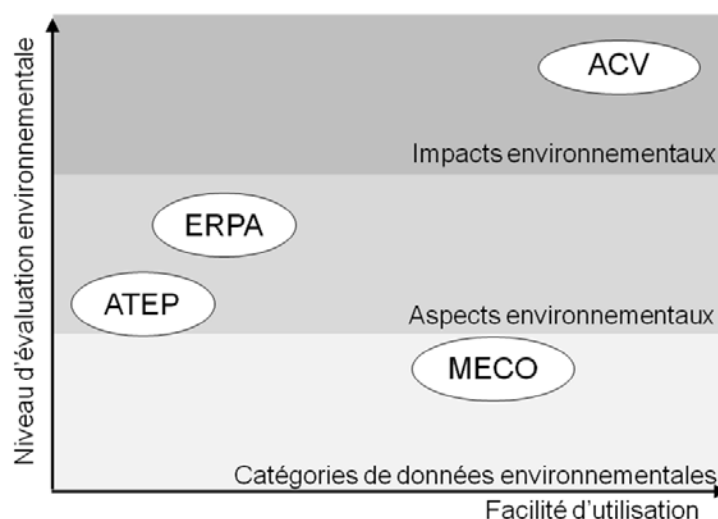 Niveau d'évaluation environnementale
ACV
Impacts environnementaux
ERPA
ATEP
Aspects environnementaux
MECO
Catégories de données environnementales
Facilité d'utilisation